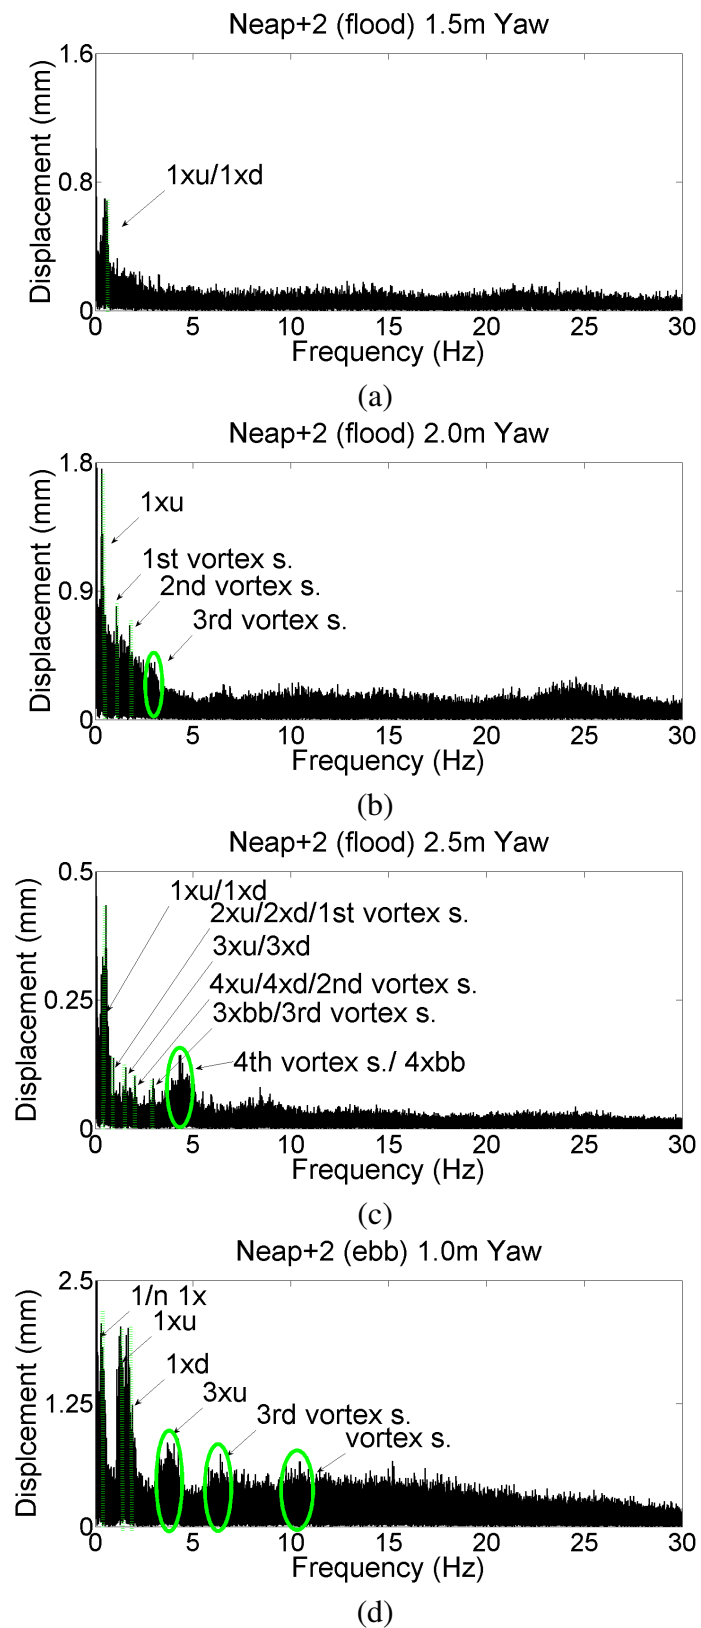 Neap+2 (flood) 1.5m Yaw
1.6
0.8
0
Displacement (mm)
1xu/1xd
0 5 10 15 20 25 30
Frequency (Hz)
(a)
Neap+2 (flood) 2.0m Yaw
1.8
0.9
0
Displacement (mm)
1xu
1st vortex s.
2nd vortex s.
3rd vortex s.
0 5 10 15 20 25 30
Frequency (Hz)
(b)
Neap+2 (flood) 2.5m Yaw
0.5
0.25
0
Displacement (mm)
1xu/1xd
2xu/2xd/1st vortex s.
3xu/3xd
4xu/4xd/2nd vortex s.
3xbb/3rd vortex s.
4th vortex s./ 4xbb
0 5 10 15 20 25 30
Frequency (Hz)
(c)
Neap+2 (ebb) 1.0m Yaw
2.5
1.25
0
Displcement (mm)
1/n 1x
1xu
1xd
3xu
3rd vortex s.
vortex s.
0 5 10 15 20 25 30
Frequency (Hz)
(d)